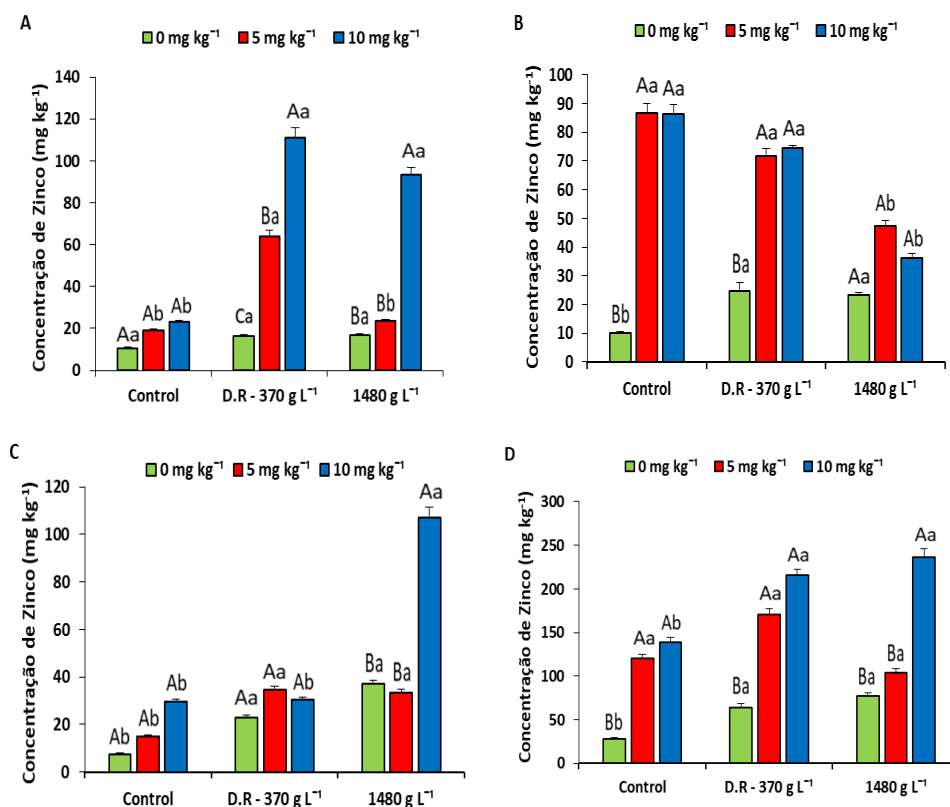 A
0 mg kg⁻¹ 5 mg kg⁻¹ 10 mg kg⁻¹
Concentração de Zinco (mg kg⁻¹)
140
120
100
80
60
40
20
0
Aa Ab Ab
Ca Ba Aa
Ba Bb Aa
Control D.R - 370 g L⁻¹ 1480 g L⁻¹
B
0 mg kg⁻¹ 5 mg kg⁻¹ 10 mg kg⁻¹
Concentração de Zinco (mg kg⁻¹)
100
90
80
70
60
50
40
30
20
10
0
Bb Aa Aa
Ba Aa Aa
Aa Ab Ab
Control D.R - 370 g L⁻¹ 1480 g L⁻¹
C
0 mg kg⁻¹ 5 mg kg⁻¹ 10 mg kg⁻¹
Concentração de Zinco (mg kg⁻¹)
120
100
80
60
40
20
0
Ab Ab Ab
Aa Aa Ab
Ba Ba Aa
Control D.R - 370 g L⁻¹ 1480 g L⁻¹
D
0 mg kg⁻¹ 5 mg kg⁻¹ 10 mg kg⁻¹
Concentração de Zinco (mg kg⁻¹)
300
250
200
150
100
50
0
Bb Aa Ab
Ba Aa Aa
Ba Ba Aa
Control D.R - 370 g L⁻¹ 1480 g L⁻¹